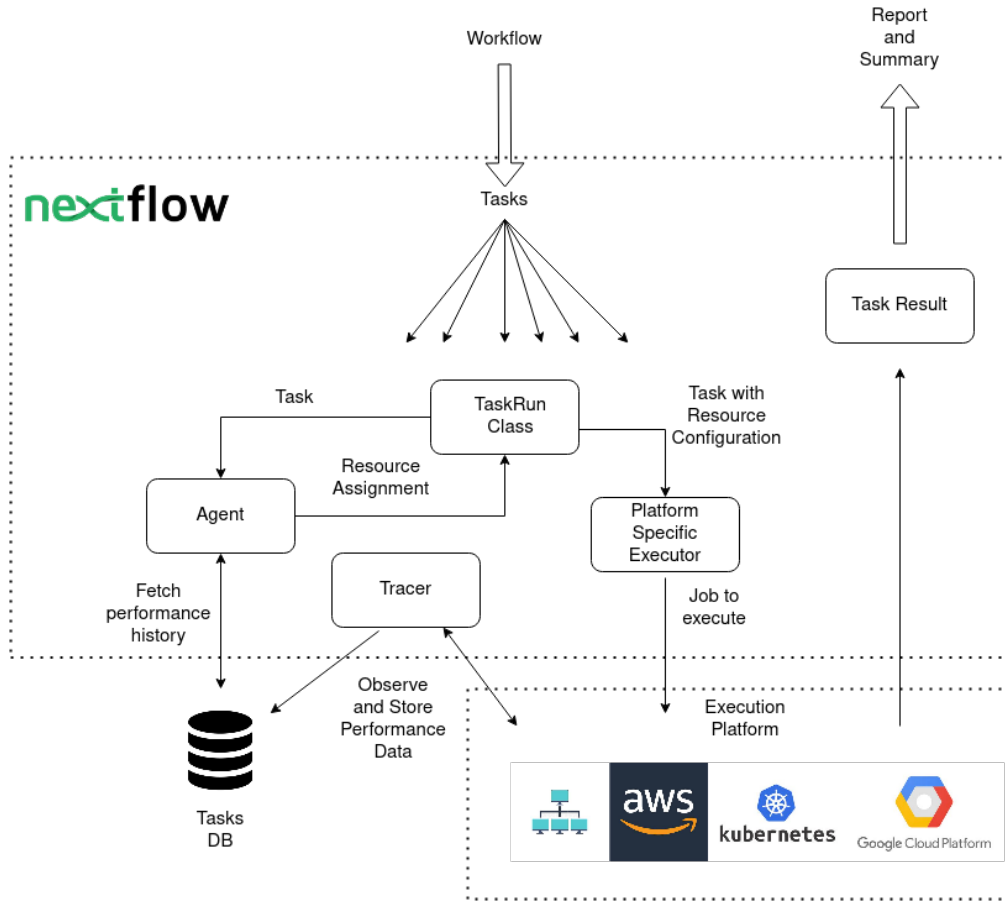 Workflow
Report
and
Summary
nextflow
Tasks
Task Result
Task
TaskRun
Class
Task with
Resource
Configuration
Resource
Assignment
Agent
Platform
Specific
Executor
Tracer
Fetch
performance
history
Job to
execute
Observe
and Store
Performance
Data
Execution
Platform
Tasks
DB
aws
kubernetes
Google Cloud Platform